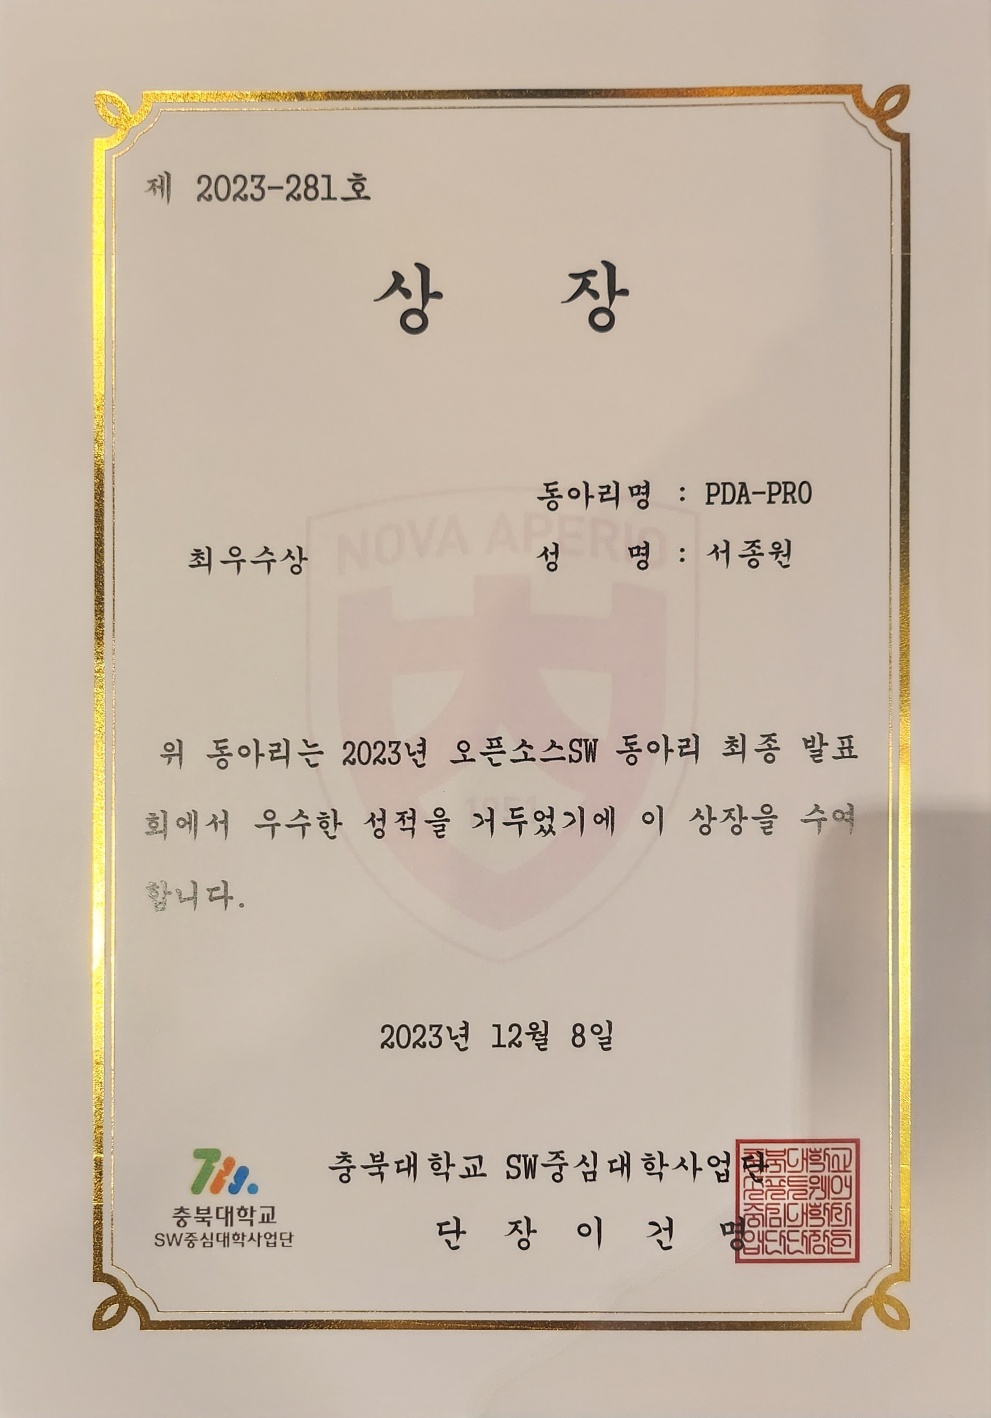 제 2023-281호
상 장
동아리명 : PDA-PRO
최우수상 성 명 : 서종원
NOVA APERIO
위 동아리는 2023년 오픈소스SW 동아리 최종 발표
회에서 우수한 성적을 거두었기에 이 상장을 수여
합니다.
1951
2023년 12월 8일
충북대학교 SW중심대학사업단
단 장 이 건 명
충북대학교
SW중심대학사업단
충북대학교
소프트웨어
중심대학사
업단단장인